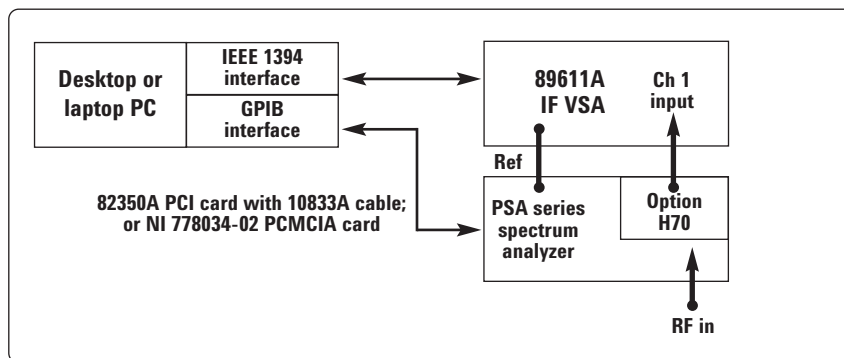 Desktop or
laptop PC
IEEE 1394
interface
GPIB
interface
89611A
IF VSA
Ch 1
input
Ref
82350A PCI card with 10833A cable;
or NI 778034-02 PCMCIA card
PSA series
spectrum
analyzer
Option
H70
RF in